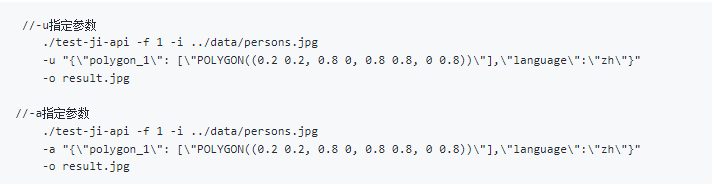 //-u指定参数
./test-ji-api -f 1 -i ../data/persons.jpg
-u "{\"polygon_1\": [\"POLYGON((0.2 0.2, 0.8 0, 0.8 0.8, 0 0.8))\"],\"language\":\"zh\"}"
-o result.jpg
//-a指定参数
./test-ji-api -f 1 -i ../data/persons.jpg
-a "{\"polygon_1\": [\"POLYGON((0.2 0.2, 0.8 0, 0.8 0.8, 0 0.8))\"],\"language\":\"zh\"}"
-o result.jpg